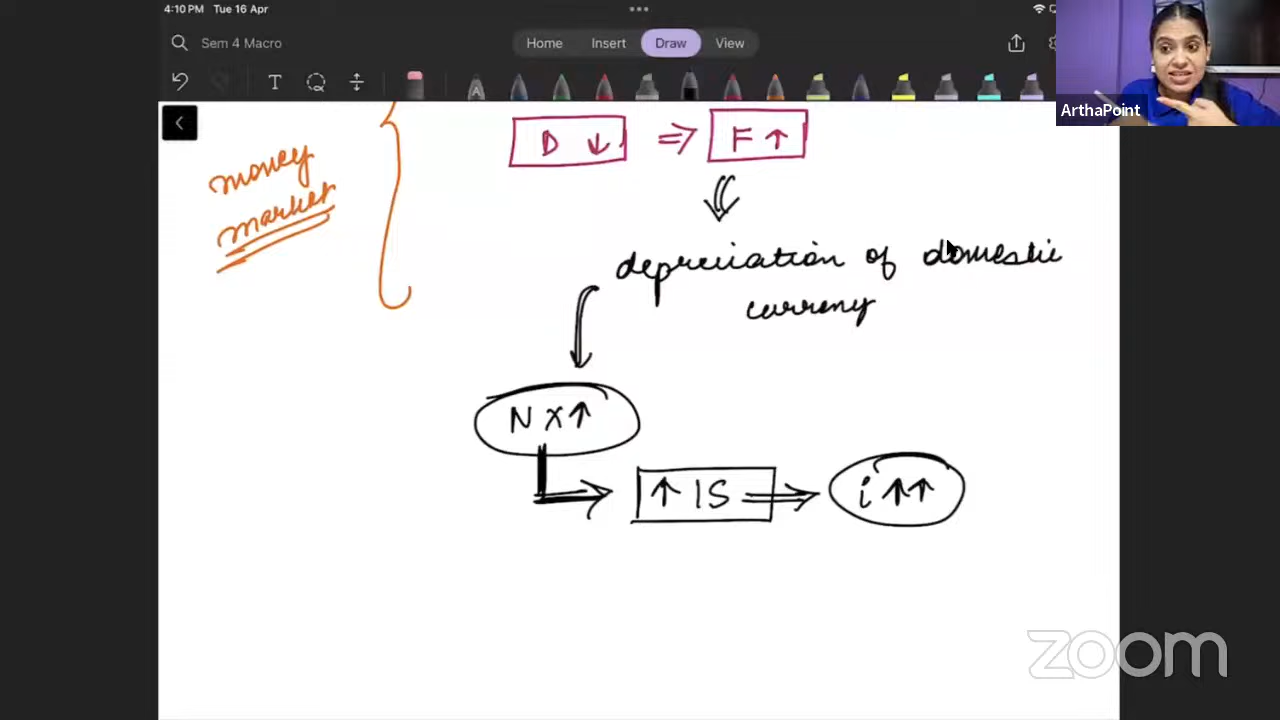 4:10 PM Tue 16 Apr
Sem 4 Macro
Home Insert Draw View
ArthaPoint
D ↓ ⇒ F ↑
money
market
depreciation of domestic
currency
NX↑
↑ IS ⇒ i ↑↑
zoom